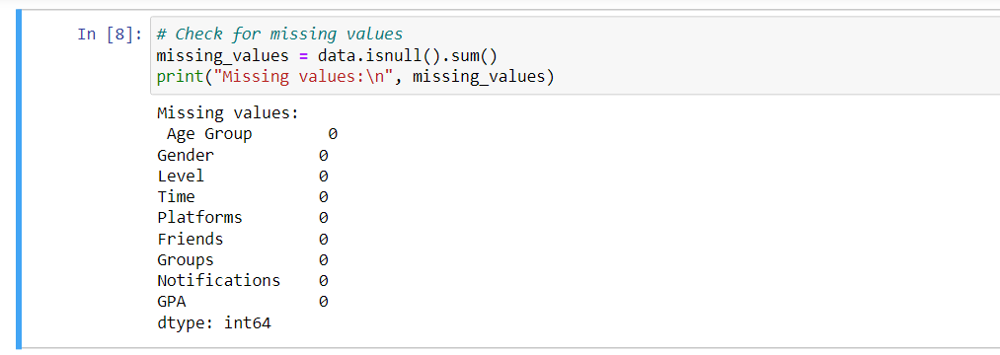 In [8]: # Check for missing values
missing_values = data.isnull().sum()
print("Missing values:\n", missing_values)
Missing values:
 Age Group        0
Gender           0
Level            0
Time             0
Platforms        0
Friends          0
Groups           0
Notifications    0
GPA              0
dtype: int64